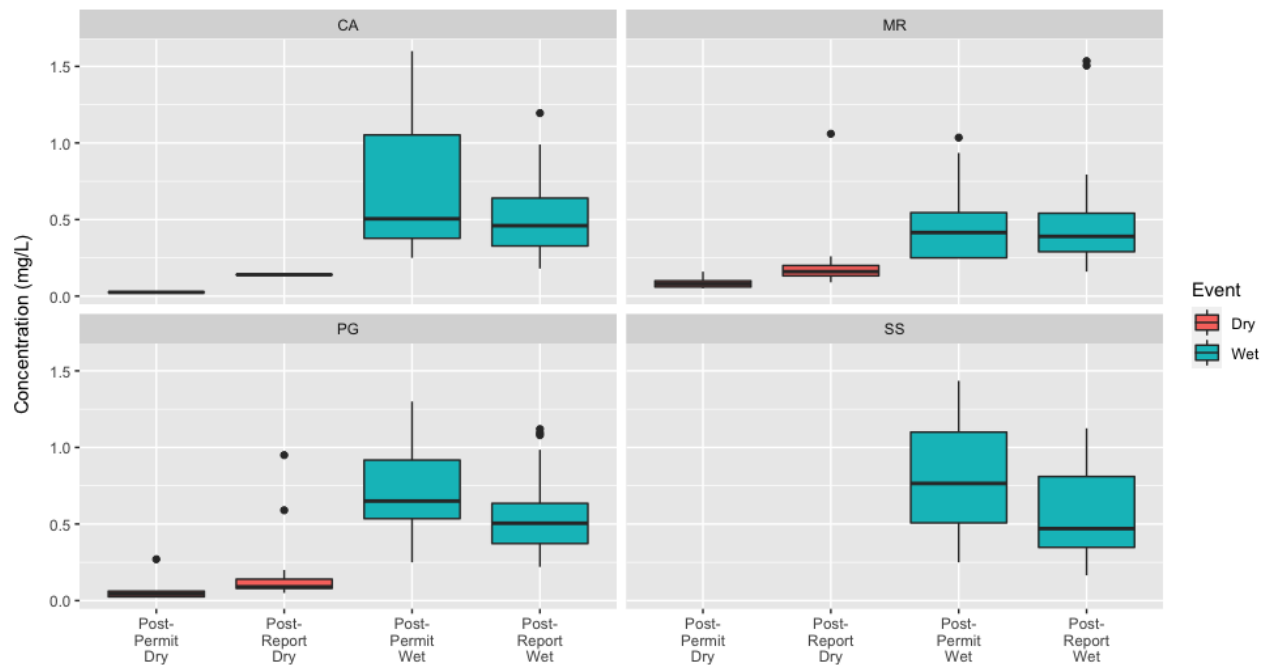 CA
MR
1.5
1.0
0.5
0.0
PG
SS
1.5
1.0
0.5
0.0
Concentration (mg/L)
Post-
Permit
Dry
Post-
Report
Dry
Post-
Permit
Wet
Post-
Report
Wet
Post-
Permit
Dry
Post-
Report
Dry
Post-
Permit
Wet
Post-
Report
Wet
Event
Dry
Wet